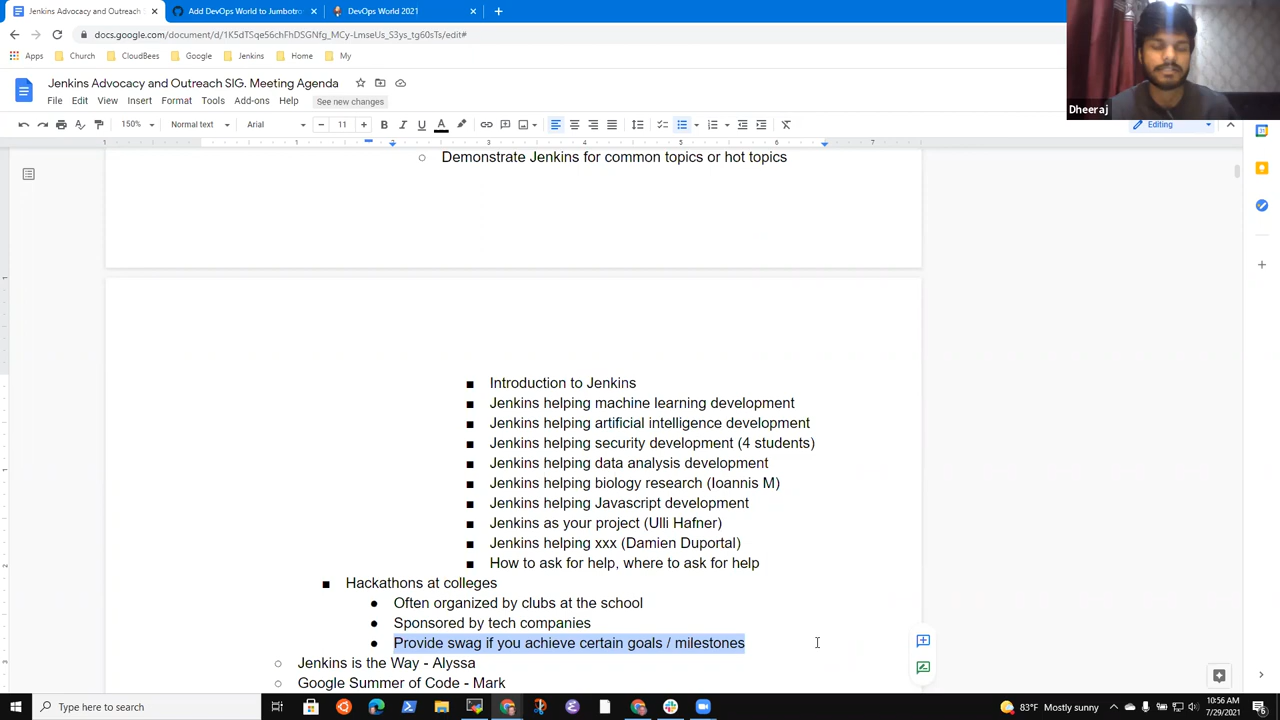 Jenkins Advocacy and Outreach S
Add DevOps World to Jumbotro
DevOps World 2021
docs.google.com/document/d/1K5dTSqe56chFhDSGNfg_MCy-LmseUs_S3ys_tg60sTs/edit#
Apps
Church
CloudBees
Google
Jenkins
Home
My
Jenkins Advocacy and Outreach SIG. Meeting Agenda
File Edit View Insert Format Tools Add-ons Help See new changes
Dheeraj
150% Normal text Arial 11 Editing
1 1 3 4 5 6 7
○ Demonstrate Jenkins for common topics or hot topics
■ Introduction to Jenkins
■ Jenkins helping machine learning development
■ Jenkins helping artificial intelligence development
■ Jenkins helping security development (4 students)
■ Jenkins helping data analysis development
■ Jenkins helping biology research (Ioannis M)
■ Jenkins helping Javascript development
■ Jenkins as your project (Ulli Hafner)
■ Jenkins helping xxx (Damien Duportal)
■ How to ask for help, where to ask for help
■ Hackathons at colleges
● Often organized by clubs at the school
● Sponsored by tech companies
● Provide swag if you achieve certain goals / milestones
○ Jenkins is the Way - Alyssa
○ Google Summer of Code - Mark
Type here to search
83°F Mostly sunny
10:56 AM
7/29/2021